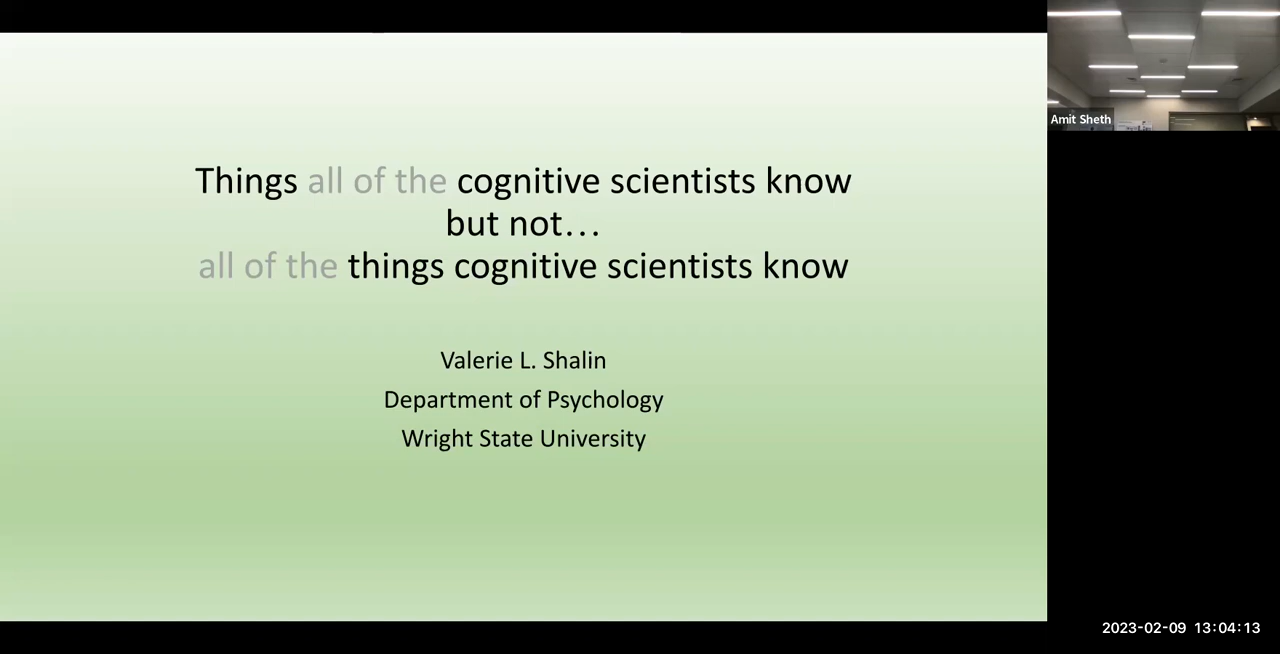 Things all of the cognitive scientists know
but not…
all of the things cognitive scientists know
Valerie L. Shalin
Department of Psychology
Wright State University
Amit Sheth
2023-02-09 13:04:13